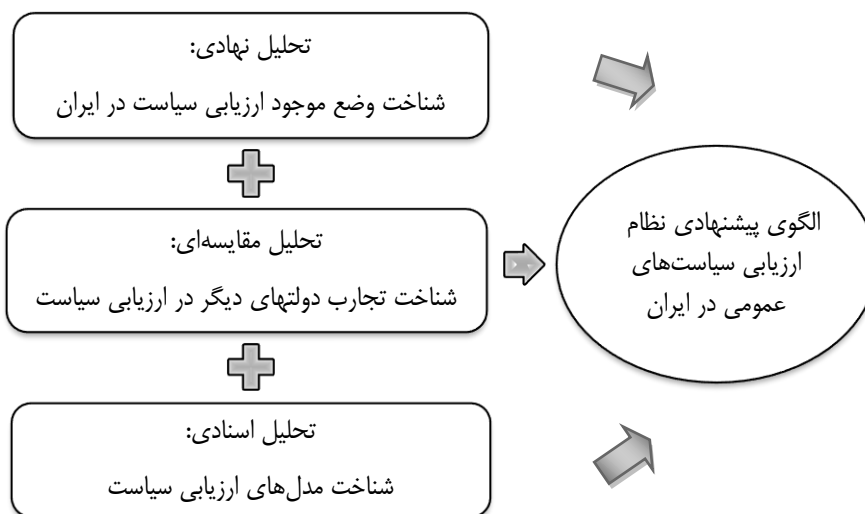 تحلیل نهادی:
شناخت وضع موجود ارزیابی سیاست در ایران
تحلیل مقایسه‌ای:
شناخت تجارب دولتهای دیگر در ارزیابی سیاست
تحلیل اسنادی:
شناخت مدل‌های ارزیابی سیاست
الگوی پیشنهادی نظام
ارزیابی سیاست‌های
عمومی در ایران